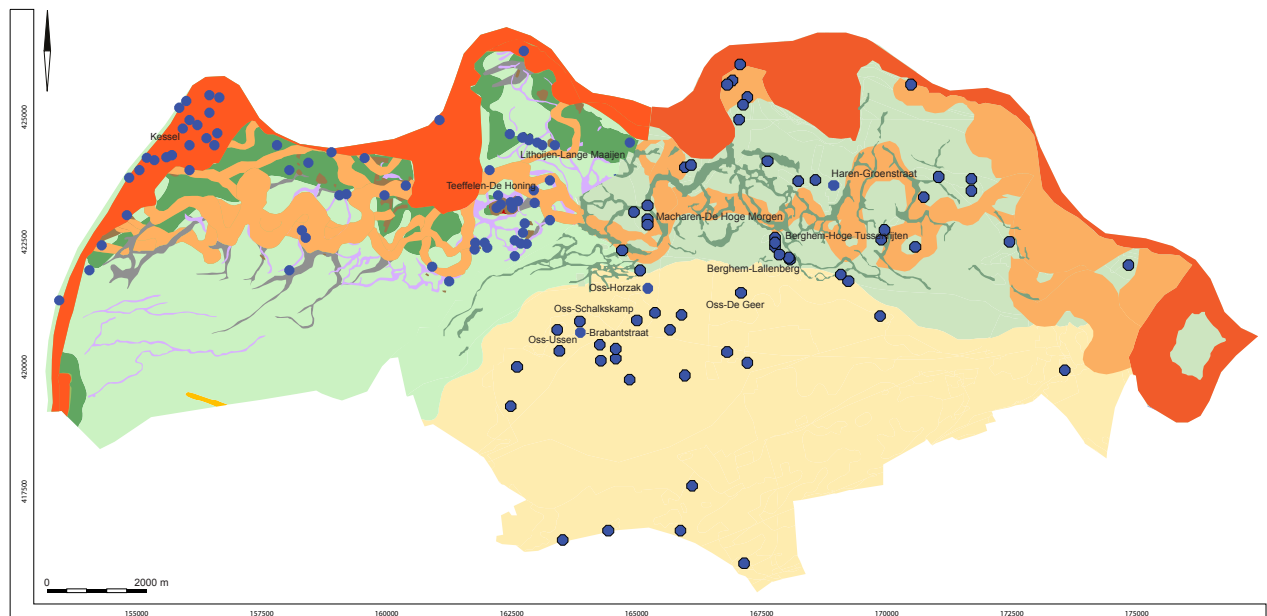 425000
Kessel
Lithoijen-Lange Maaijen
Haren-Groenstraat
Teeffelen-De Honing
Macharen-De Hoge Morgen
422500
Berghem-Hoge Tussenrijten
Berghem-Lallenberg
Oss-Horzak
Oss-De Geer
Oss-Schalkskamp
-Brabantstraat
Oss-Ussen
420000
417500
0 2000 m
155000 157500 160000 162500 165000 167500 170000 172500 175000